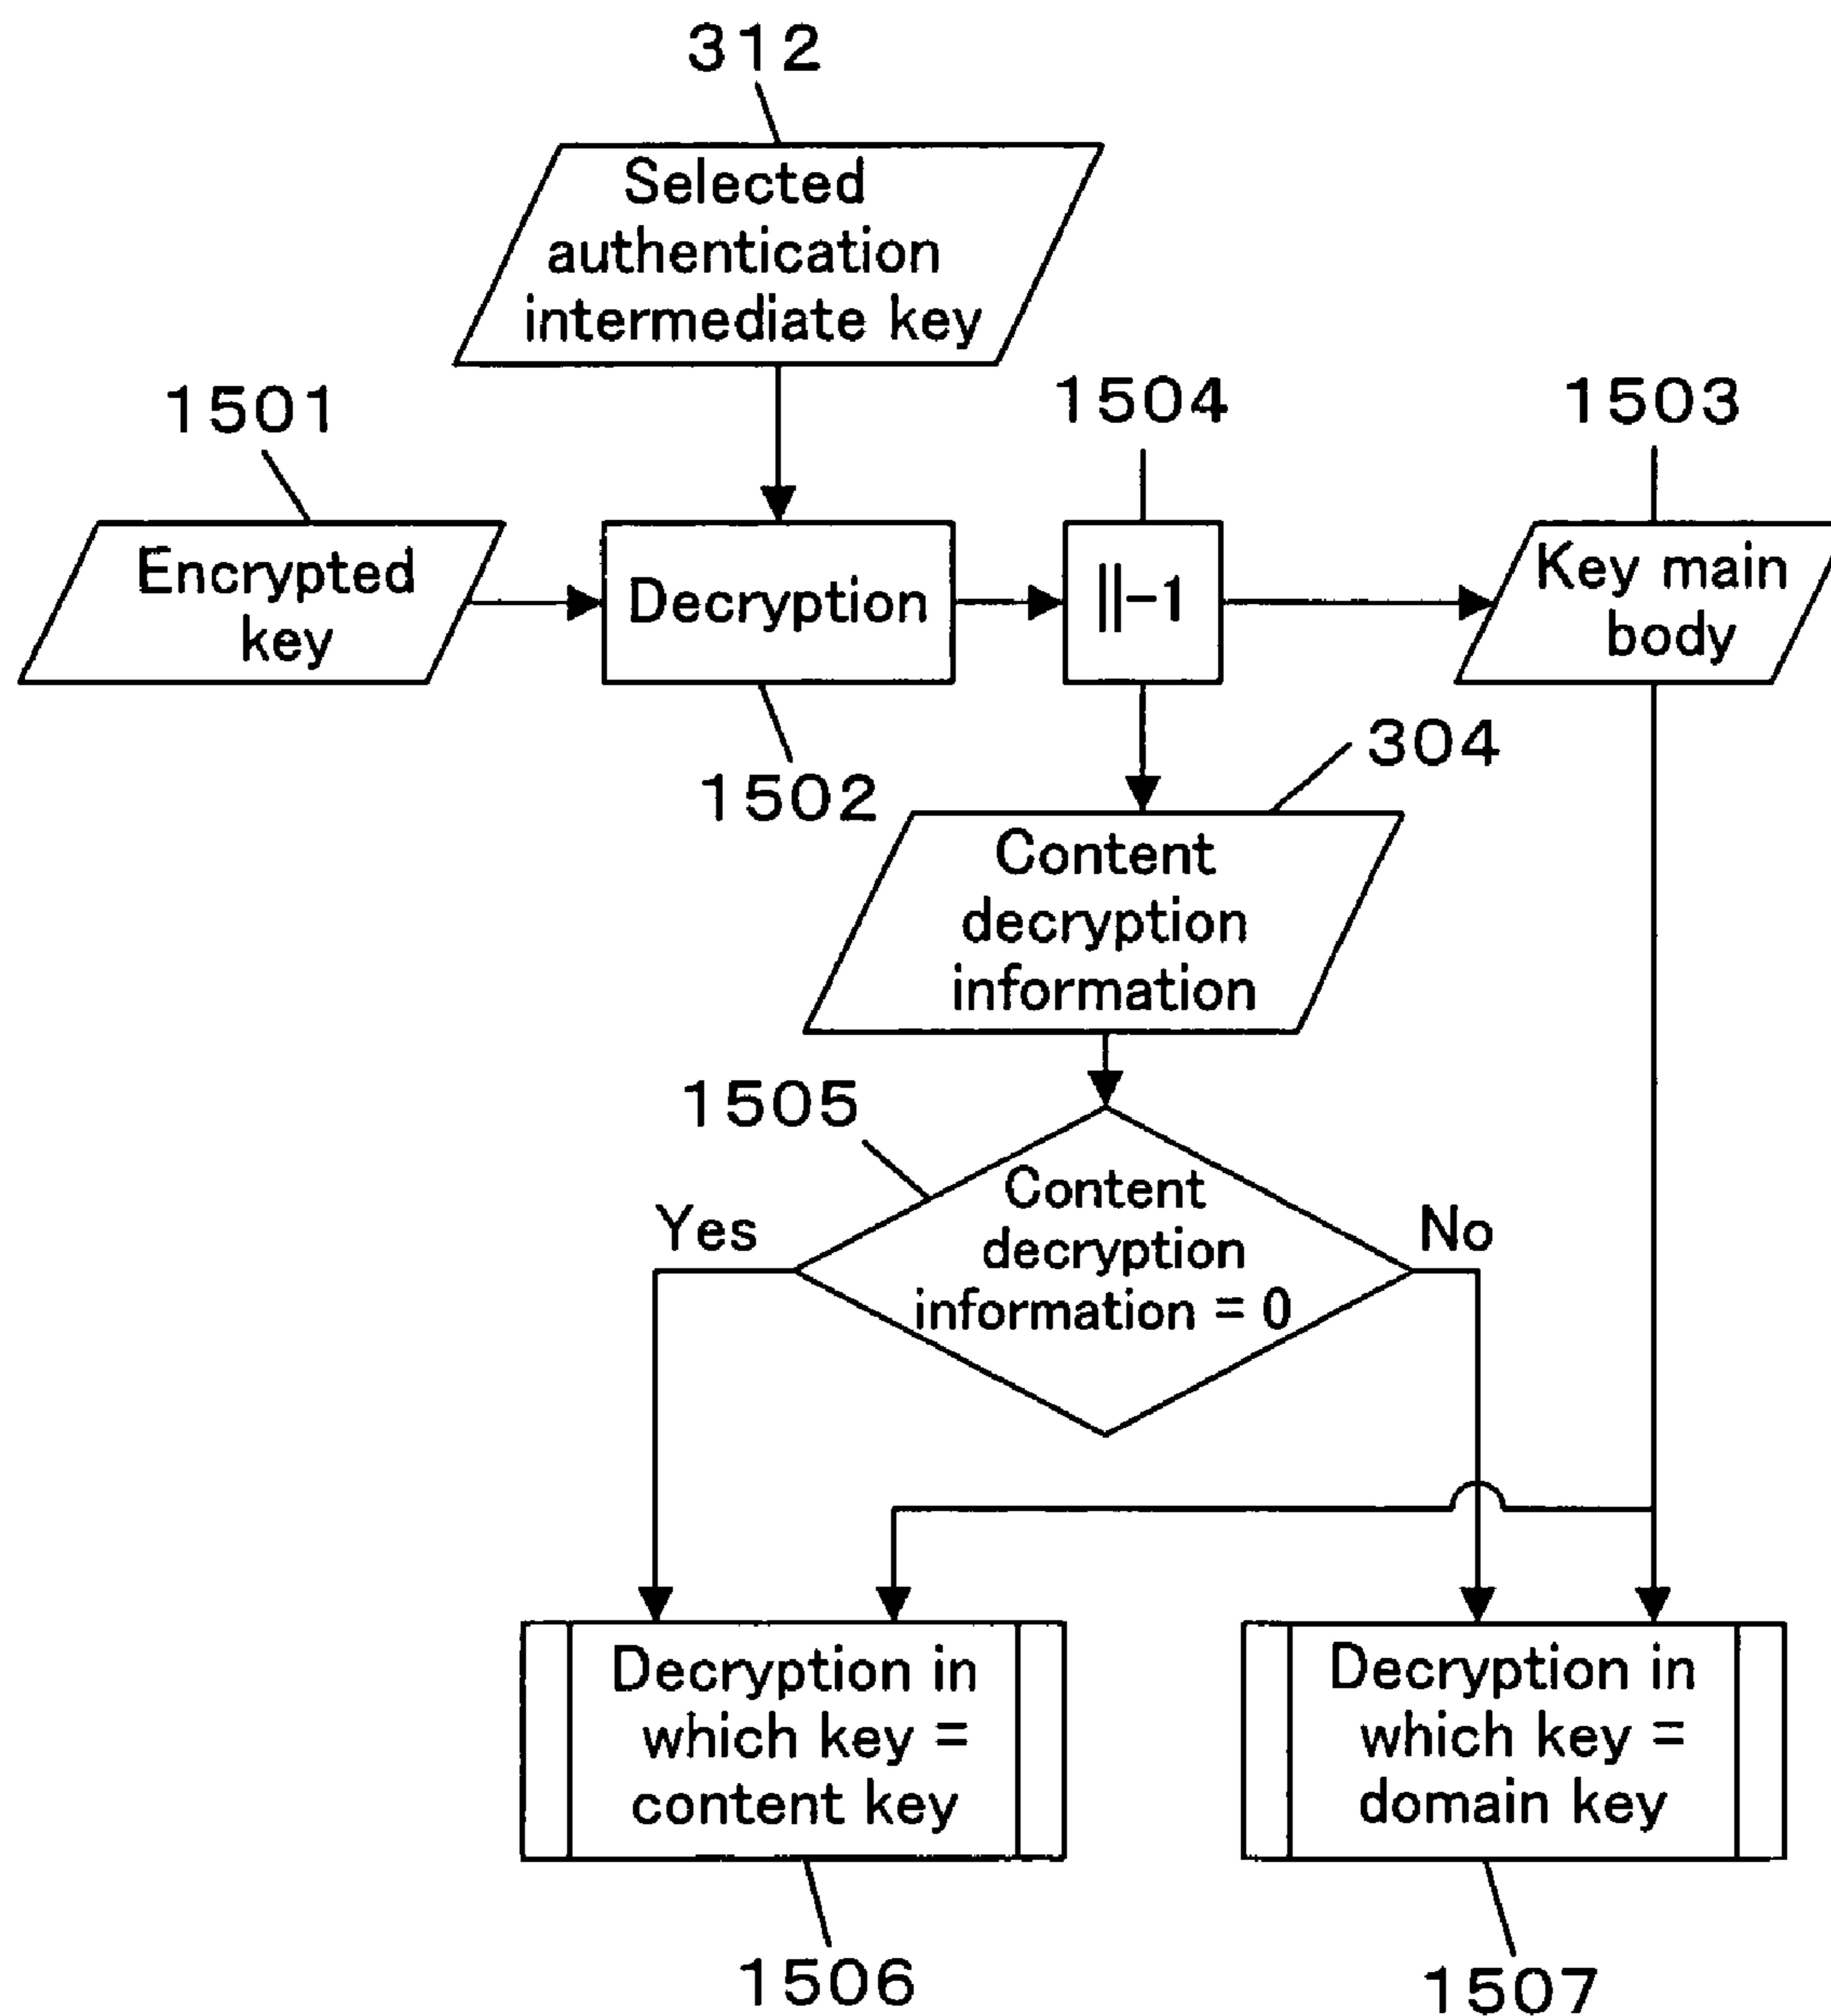 312
Selected
authentication
intermediate key
1501
1504
1503
Encrypted
key
Decryption
||-1
Key main
body
1502
304
Content
decryption
information
1505
Yes
Content
decryption
information = 0
No
Decryption in
which key =
content key
Decryption in
which key =
domain key
1506
1507